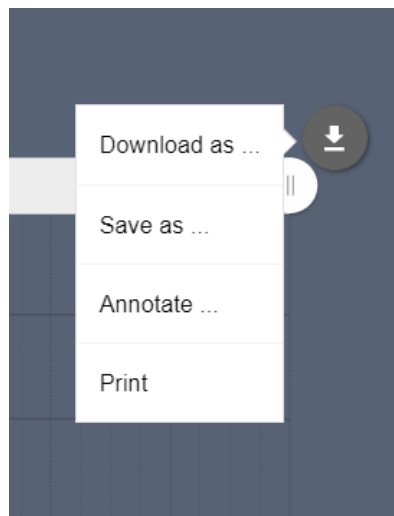 Download as ...
Save as ...
Annotate ...
Print